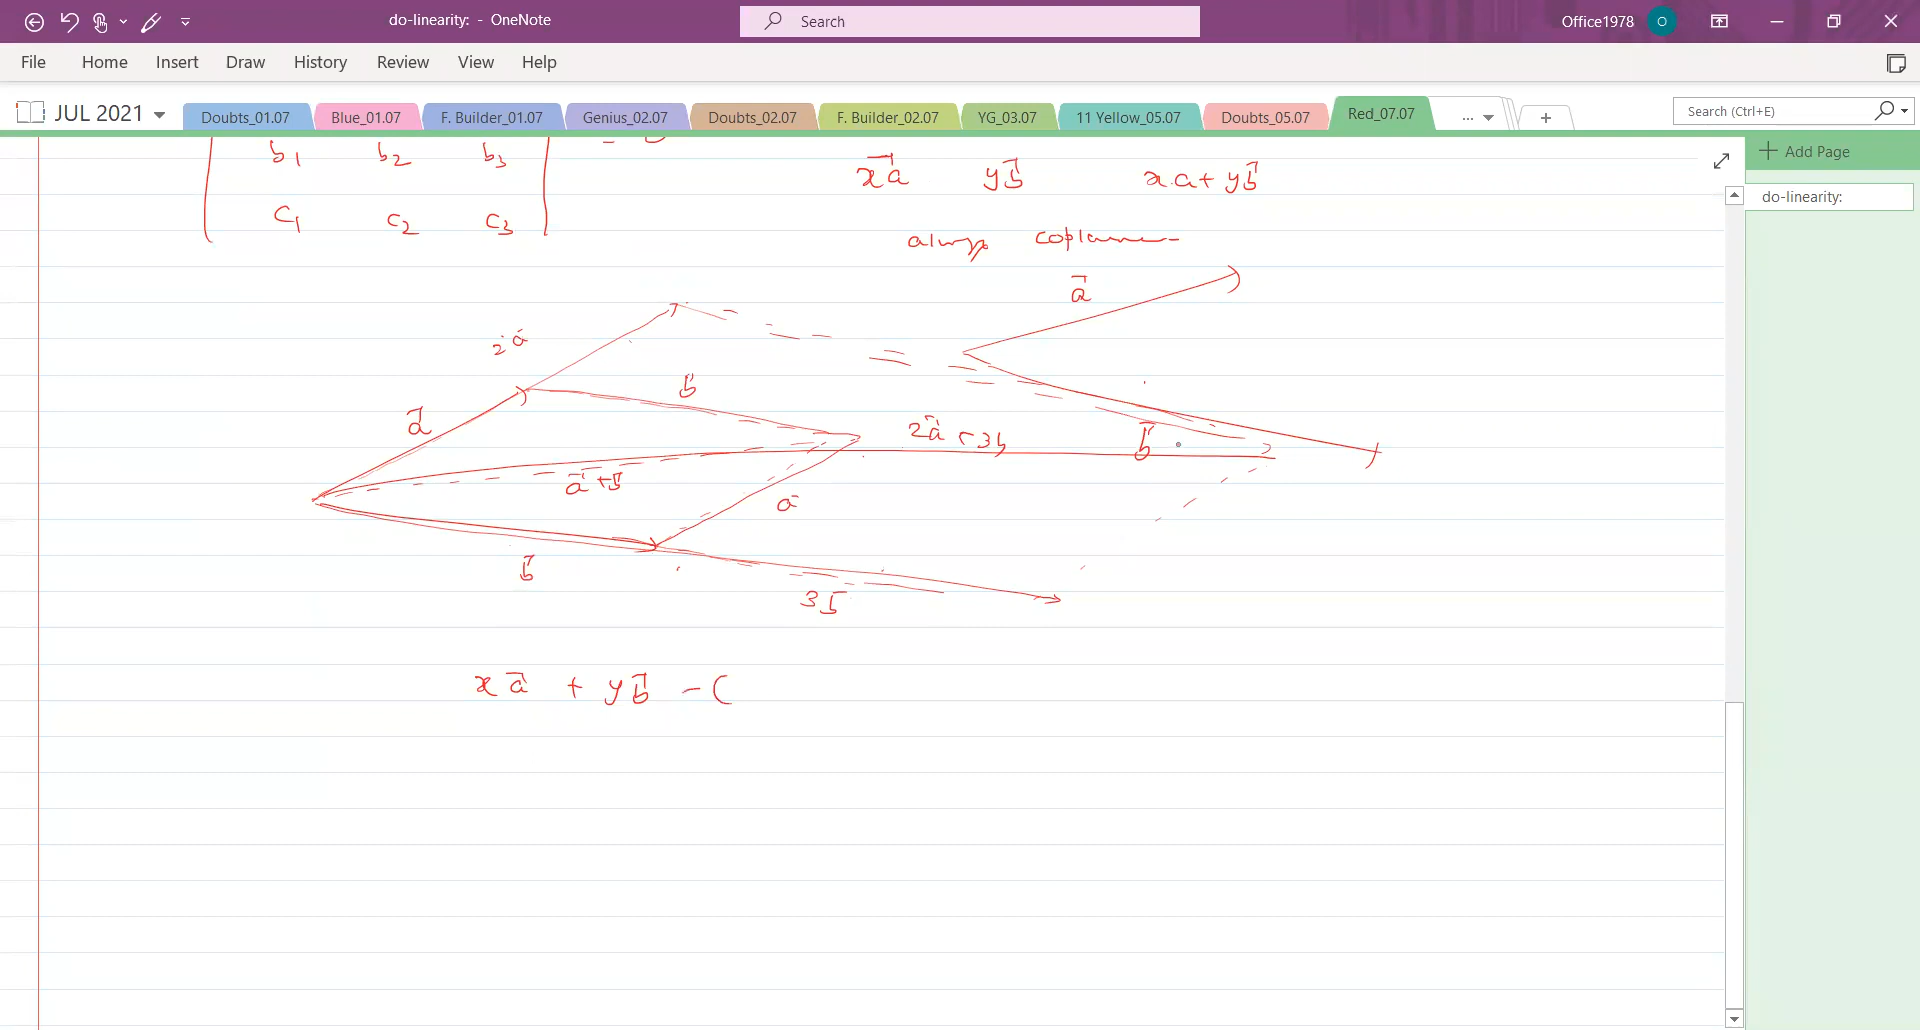 do-linearity: - OneNote
Search
Office1978
O
File Home Insert Draw History Review View Help
JUL 2021
Doubts_01.07 Blue_01.07 F. Builder_01.07 Genius_02.07 Doubts_02.07 F. Builder_02.07 YG_03.07 11 Yellow_05.07 Doubts_05.07 Red_07.07 ... +
Search (Ctrl+E)
Add Page
do-linearity:
b₁ b₂ b₃ =
c₁ c₂ c₃
x a⃗ y b⃗ x.a + y b⃗
always coplanar
a⃗
2a⃗
b⃗
a⃗
2a⃗ + 3b
b⃗
a⃗ + b⃗
a
b⃗
3b
x a⃗ + y b⃗ - (